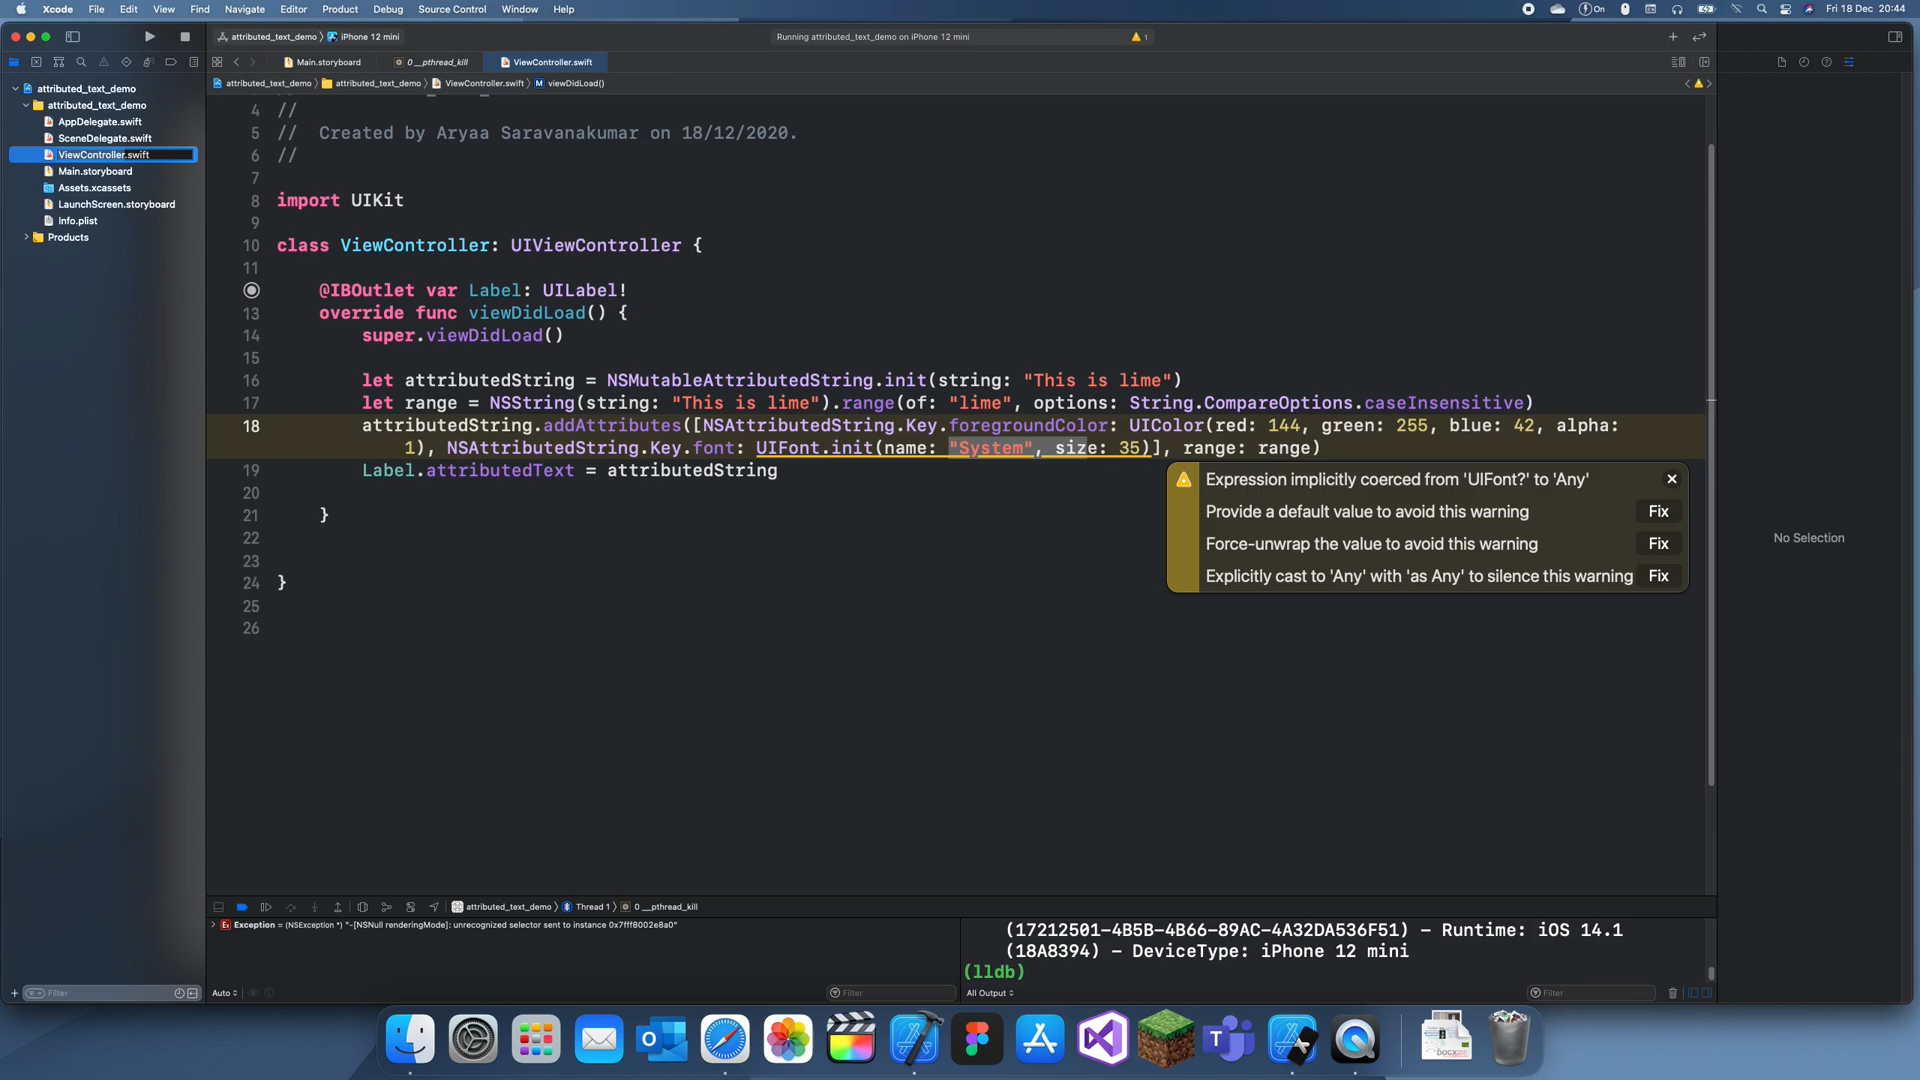 Xcode File Edit View Find Navigate Editor Product Debug Source Control Window Help
On Fri 18 Dec 20:44
attributed_text_demo iPhone 12 mini
Running attributed_text_demo on iPhone 12 mini
1
Main.storyboard
0 __pthread_kill
ViewController.swift
attributed_text_demo attributed_text_demo ViewController.swift M viewDidLoad()
attributed_text_demo
attributed_text_demo
AppDelegate.swift
SceneDelegate.swift
ViewController.swift
Main.storyboard
Assets.xcassets
LaunchScreen.storyboard
Info.plist
Products
4 //
5 // Created by Aryaa Saravanakumar on 18/12/2020.
6 //
7
8 import UIKit
9
10 class ViewController: UIViewController {
11
@IBOutlet var Label: UILabel!
13 override func viewDidLoad() {
14 super.viewDidLoad()
15
16 let attributedString = NSMutableAttributedString.init(string: "This is lime")
17 let range = NSString(string: "This is lime").range(of: "lime", options: String.CompareOptions.caseInsensitive)
18 attributedString.addAttributes([NSAttributedString.Key.foregroundColor: UIColor(red: 144, green: 255, blue: 42, alpha:
1), NSAttributedString.Key.font: UIFont.init(name: "System", size: 35)], range: range)
19 Label.attributedText = attributedString
20
21 }
22
23
24 }
25
26
Expression implicitly coerced from 'UIFont?' to 'Any'
Provide a default value to avoid this warning Fix
Force-unwrap the value to avoid this warning Fix
Explicitly cast to 'Any' with 'as Any' to silence this warning Fix
No Selection
attributed_text_demo Thread 1 0 __pthread_kill
Exception = (NSException *) "-[NSNull renderingMode]: unrecognized selector sent to instance 0x7fff8002e8a0"
(17212501-4B5B-4B66-89AC-4A32DA536F51) - Runtime: iOS 14.1
(18A8394) - DeviceType: iPhone 12 mini
(lldb)
Filter
Auto
Filter
All Output
Filter
DOCX